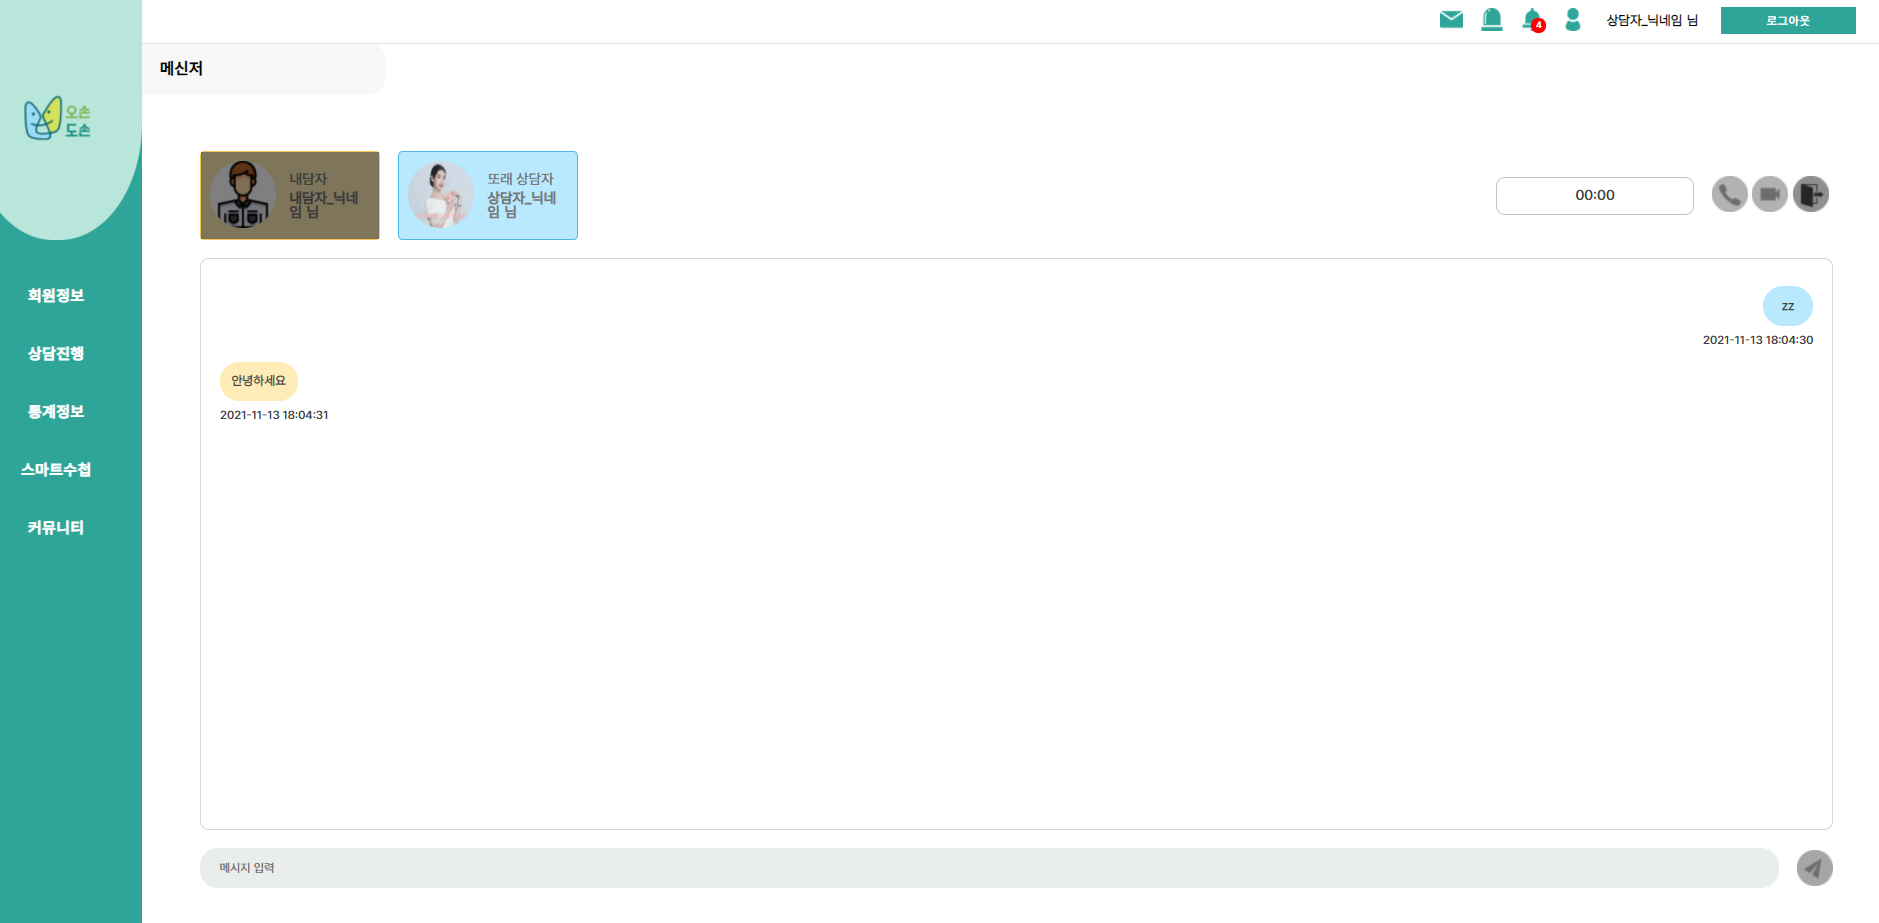 4
상담자_닉네임 님
로그아웃
메신저
오손
도손
내담자
내담자_닉네
임 님
또래 상담자
상담자_닉네
임 님
00:00
회원정보
상담진행
통계정보
스마트수첩
커뮤니티
zz
2021-11-13 18:04:30
안녕하세요
2021-11-13 18:04:31
메시지 입력